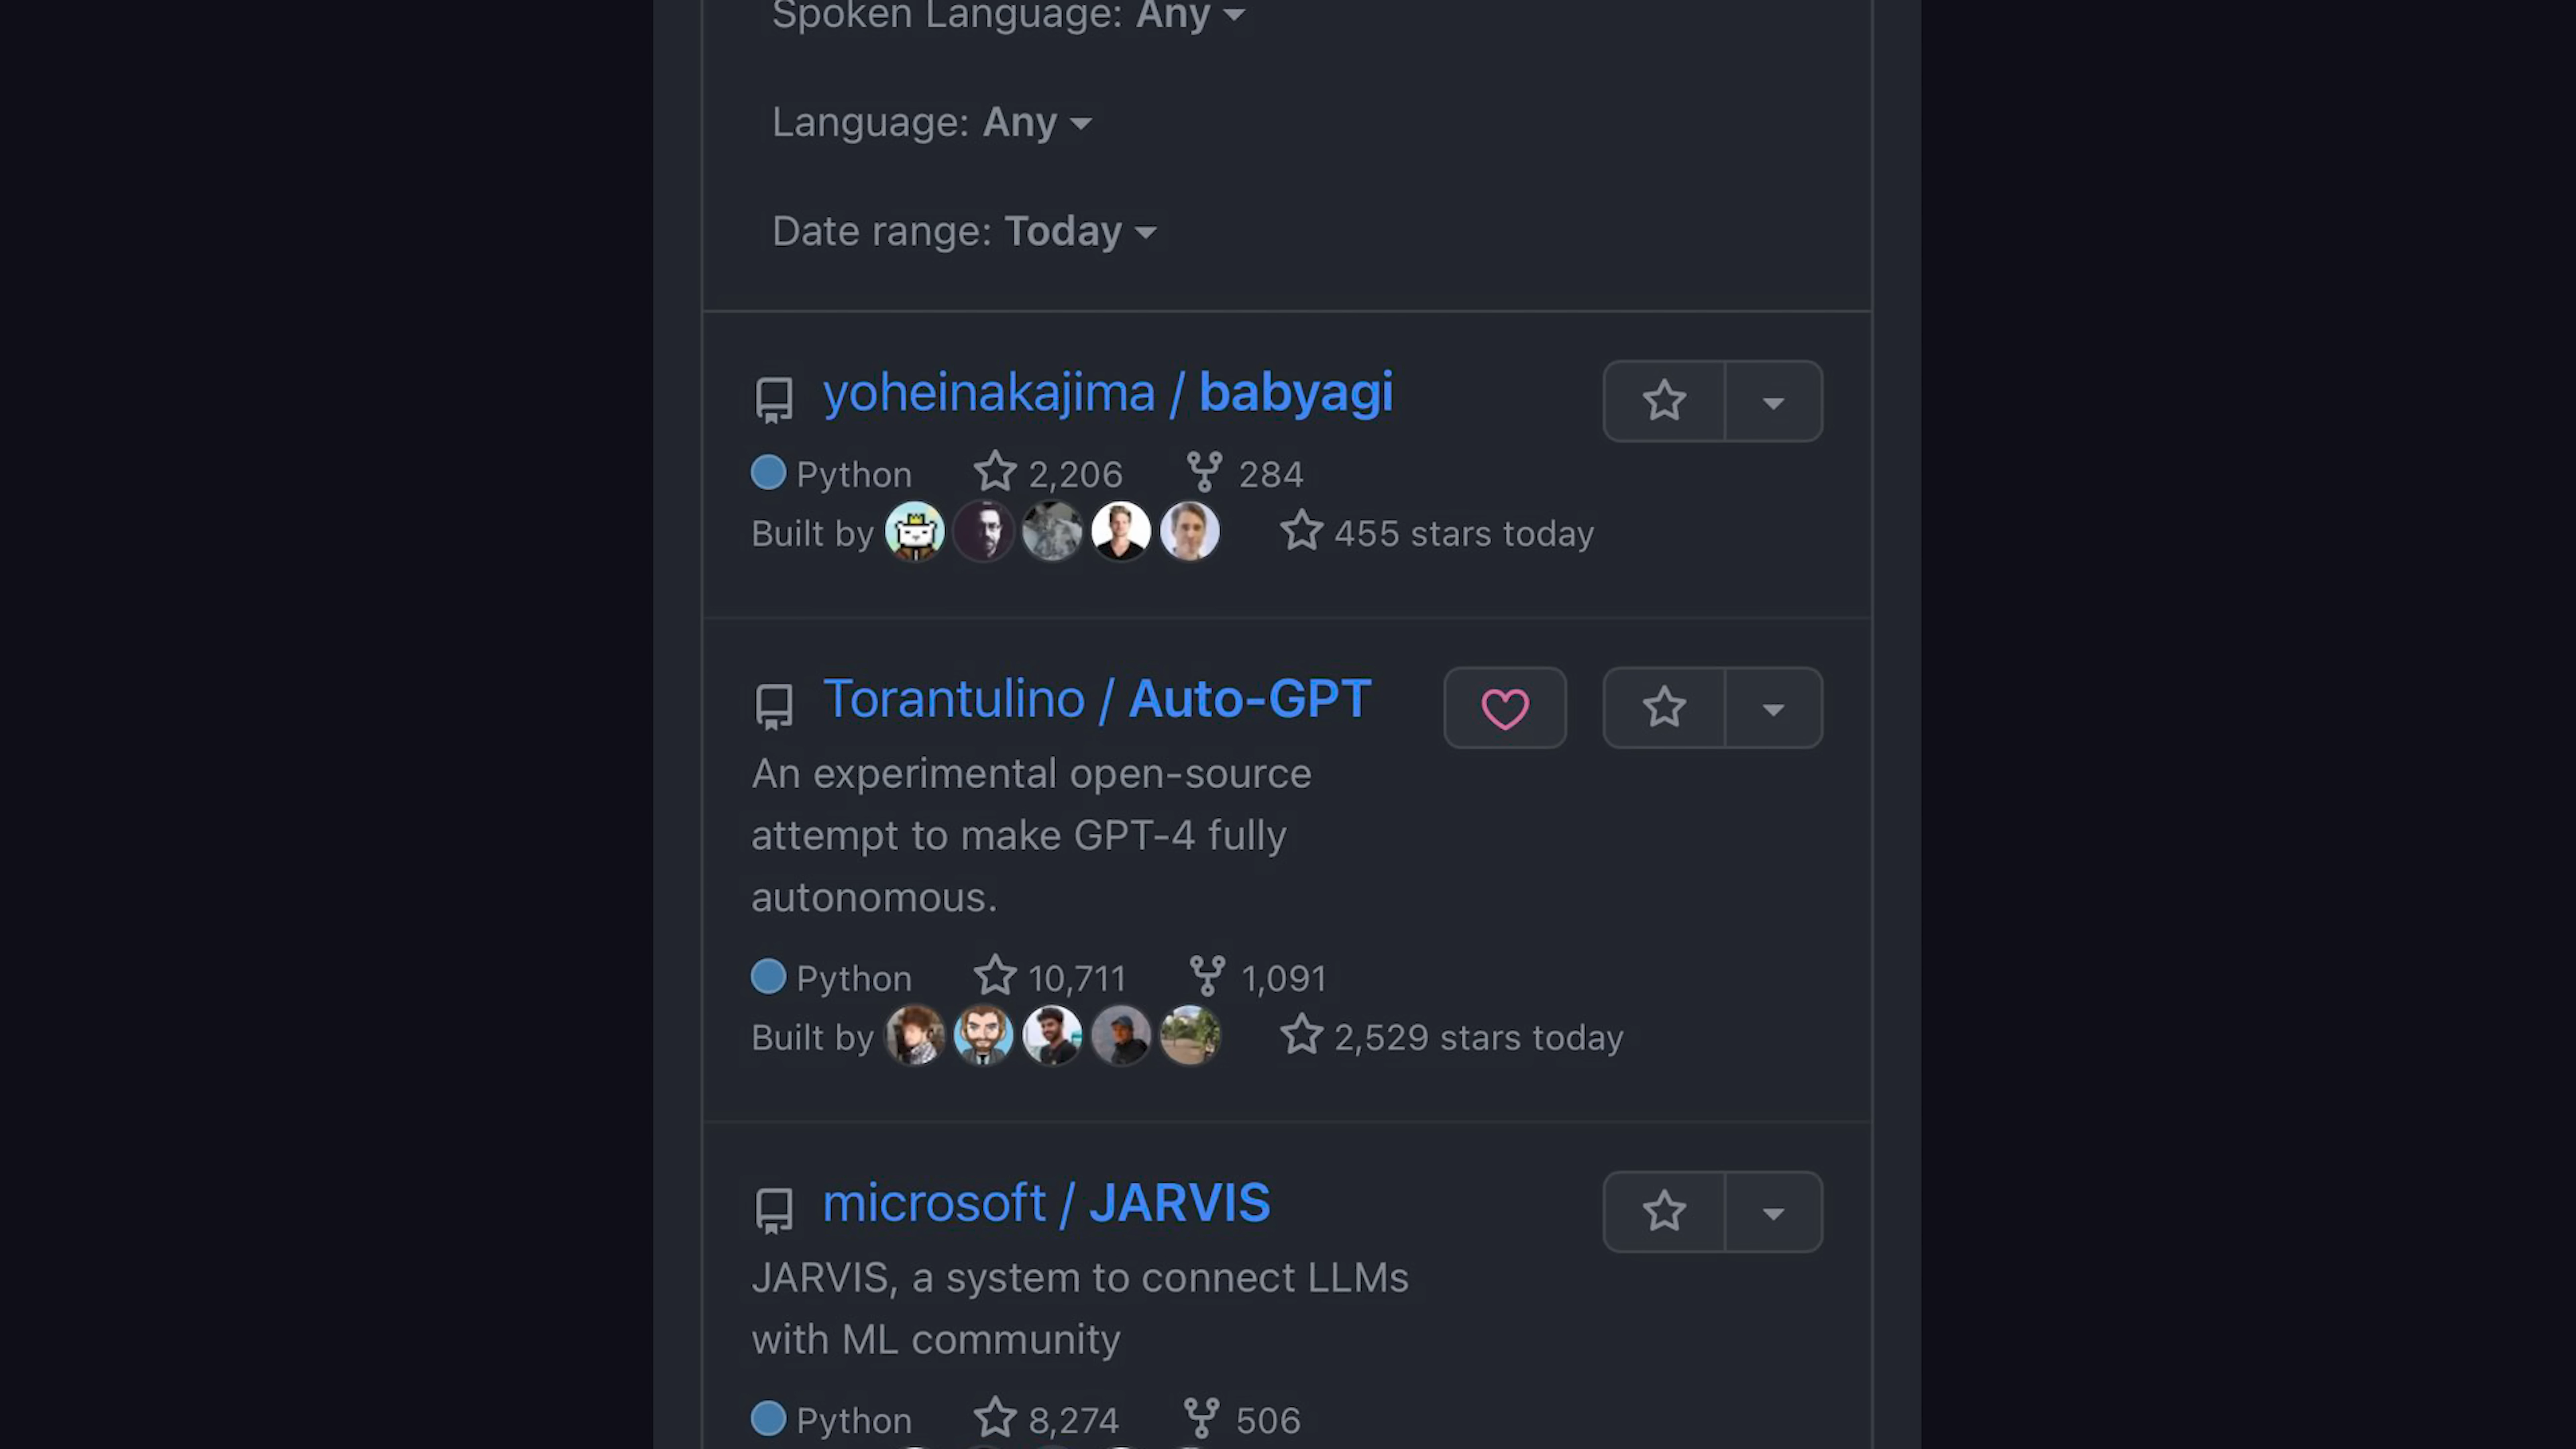 Spoken Language: Any
Language: Any
Date range: Today
yoheinakajima / babyagi
Python 2,206 284
Built by 455 stars today
Torantulino / Auto-GPT
An experimental open-source
attempt to make GPT-4 fully
autonomous.
Python 10,711 1,091
Built by 2,529 stars today
microsoft / JARVIS
JARVIS, a system to connect LLMs
with ML community
Python 8,274 506